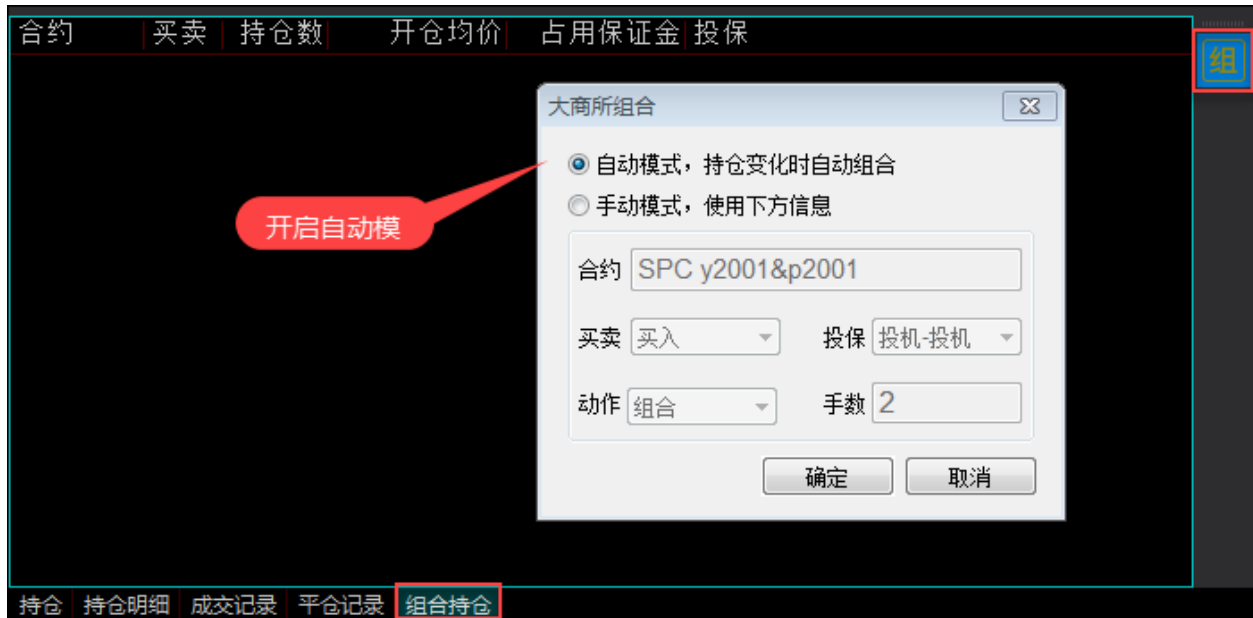 合约 买卖 持仓数 开仓均价 占用保证金 投保
组
大商所组合
自动模式，持仓变化时自动组合
手动模式，使用下方信息
开启自动模
合约 SPC y2001&p2001
买卖 买入 投保 投机-投机
动作 组合 手数 2
确定 取消
持仓 持仓明细 成交记录 平仓记录 组合持仓